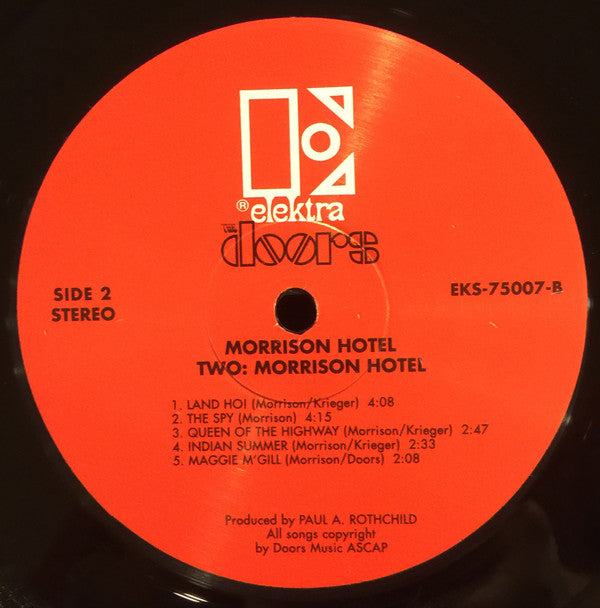 ® elektra
THE
doors
SIDE 2
STEREO
EKS-75007-B
MORRISON HOTEL
TWO: MORRISON HOTEL
1. LAND HO! (Morrison/Krieger) 4:08
2. THE SPY (Morrison) 4:15
3. QUEEN OF THE HIGHWAY (Morrison/Krieger) 2:47
4. INDIAN SUMMER (Morrison/Krieger) 2:33
5. MAGGIE M'GILL (Morrison/Doors) 2:08
Produced by PAUL A. ROTHCHILD
All songs copyright
by Doors Music ASCAP